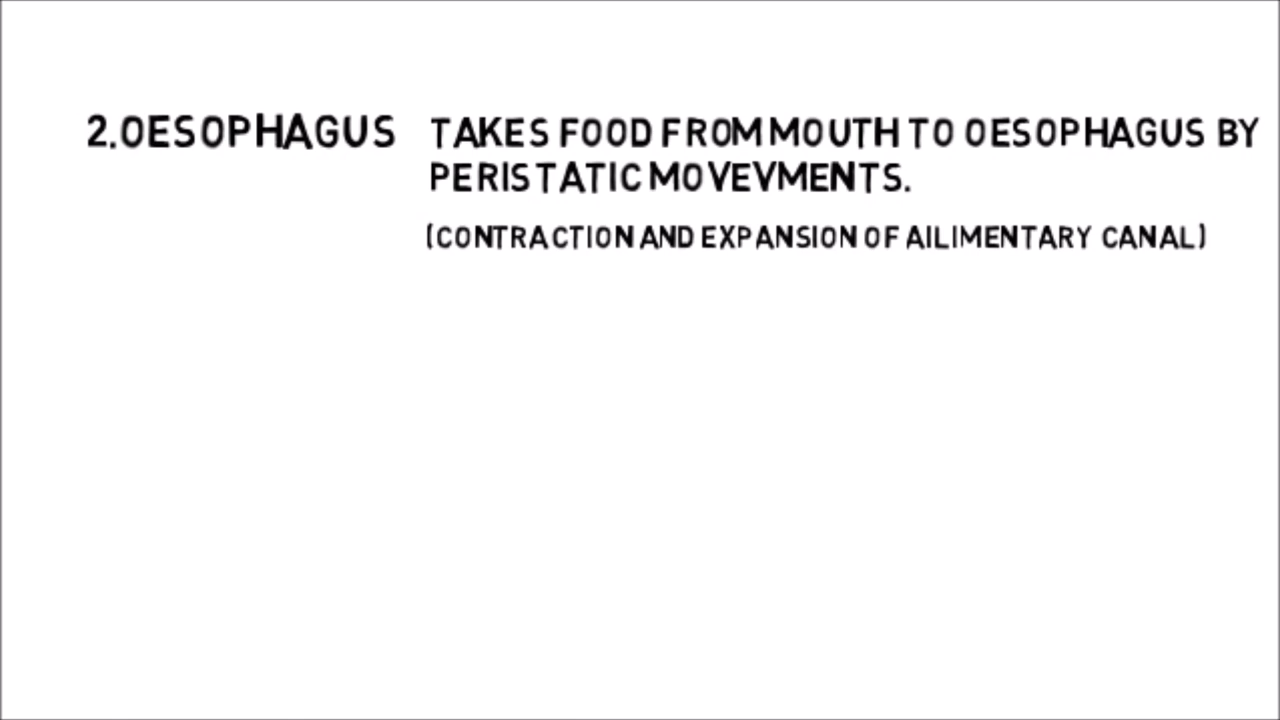 2.OESOPHAGUS TAKES FOOD FROM MOUTH TO OESOPHAGUS BY
PERISTATIC MOVEVMENTS.
(CONTRACTION AND EXPANSION OF AILIMENTARY CANAL)